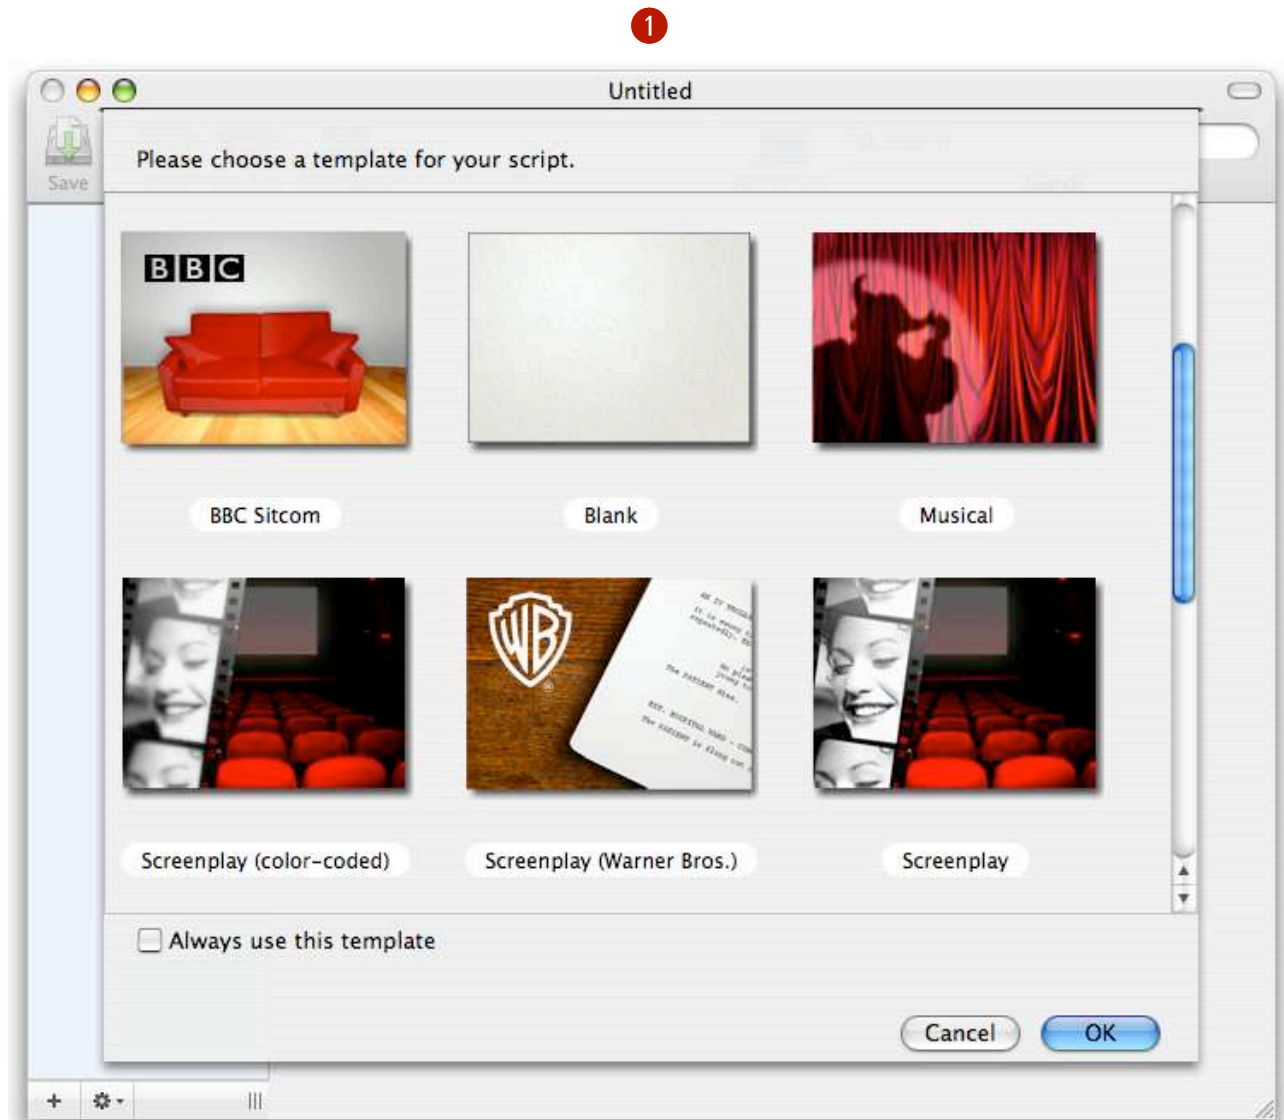 1
Untitled
Save
Please choose a template for your script.
BBC
BBC Sitcom
Blank
Musical
WB
®
Screenplay (color-coded)
Screenplay (Warner Bros.)
Screenplay
Always use this template
Cancel
OK